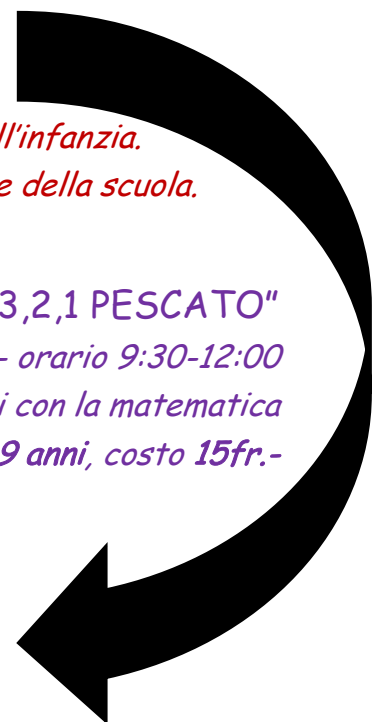 ll'infanzia.
e della scuola.
3,2,1 PESCATO"
- orario 9:30-12:00
i con la matematica
9 anni, costo 15fr.-